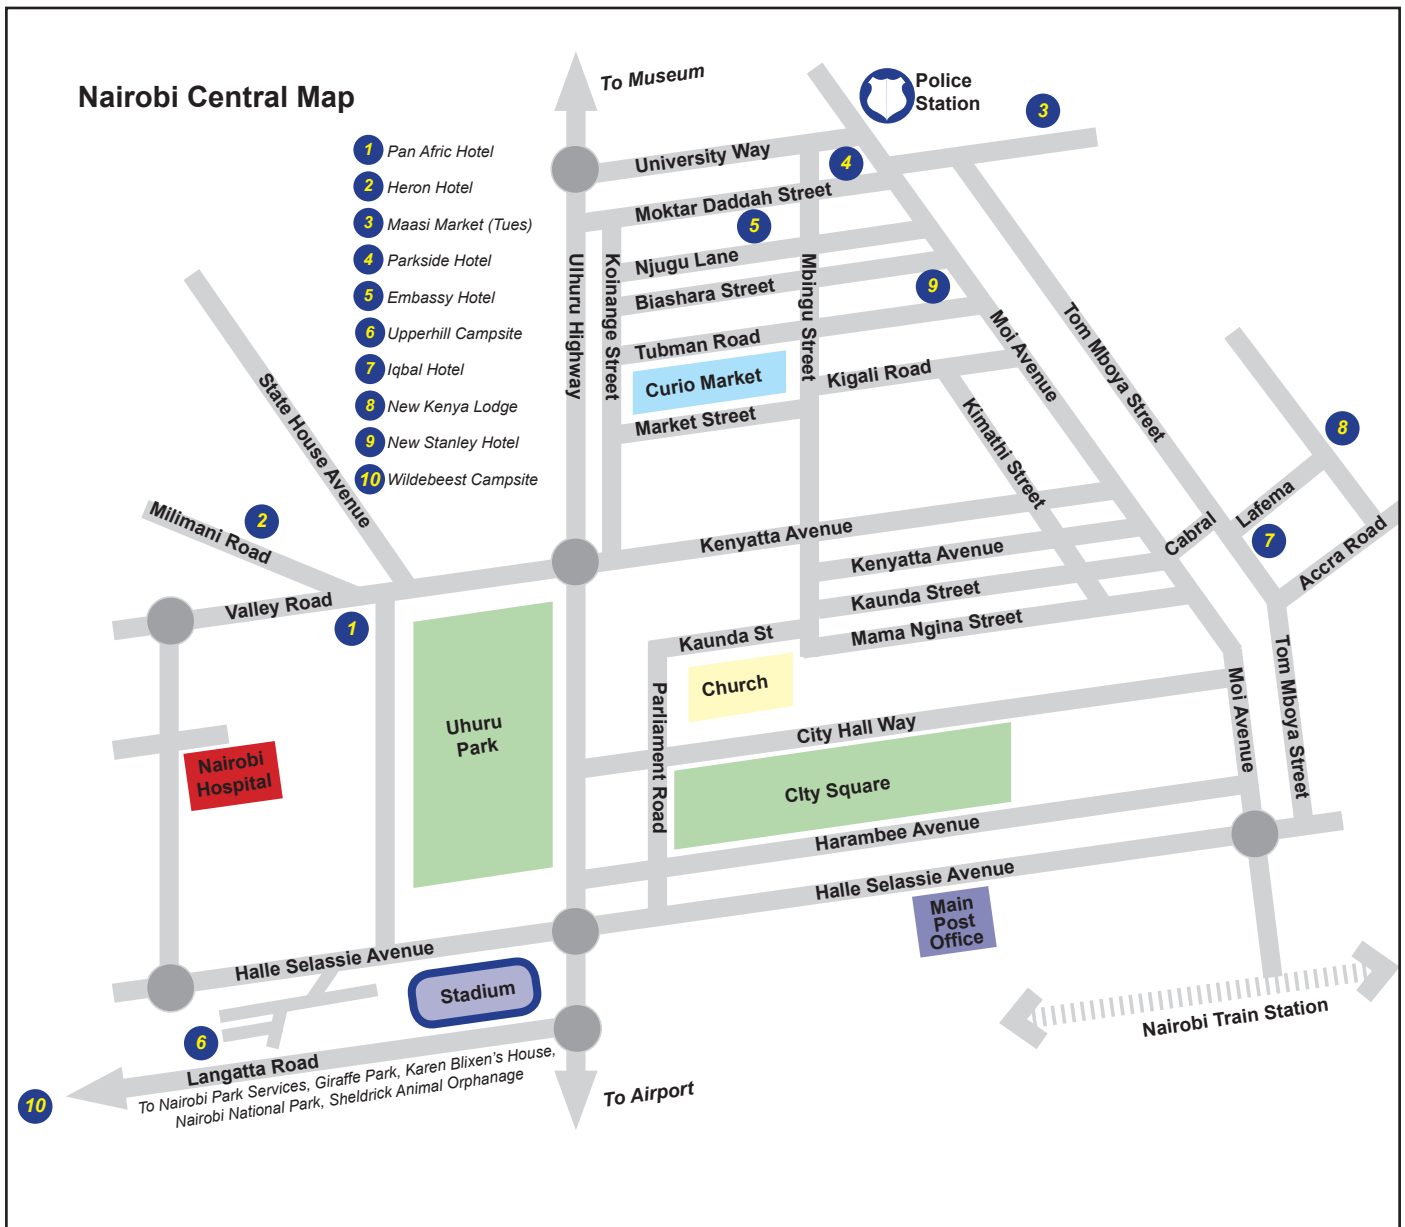 Nairobi Central Map
To Museum
Police
Station
1 Pan Afric Hotel
2 Heron Hotel
3 Maasi Market (Tues)
4 Parkside Hotel
5 Embassy Hotel
6 Upperhill Campsite
7 Iqbal Hotel
8 New Kenya Lodge
9 New Stanley Hotel
10 Wildebeest Campsite
3
University Way
4
Moktar Daddah Street
5
Njugu Lane
Biashara Street
9
Tubman Road
Curio Market
Kigali Road
Market Street
Ulhuru Highway
Koinange Street
Mbingu Street
Moi Avenue
Tom Mboya Street
Kimathi Street
8
State House Avenue
2
Milimani Road
Valley Road
1
Kenyatta Avenue
Kenyatta Avenue
Cabral
Lafema
7
Accra Road
Kaunda Street
Kaunda St
Mama Ngina Street
Church
Parliament Road
Moi Avenue
Tom Mboya Street
Uhuru
Park
City Hall Way
CIty Square
Nairobi
Hospital
Harambee Avenue
Halle Selassie Avenue
Main
Post
Office
Halle Selassie Avenue
Stadium
Nairobi Train Station
6
Langatta Road
10
To Nairobi Park Services, Giraffe Park, Karen Blixen's House,
Nairobi National Park, Sheldrick Animal Orphanage
To Airport